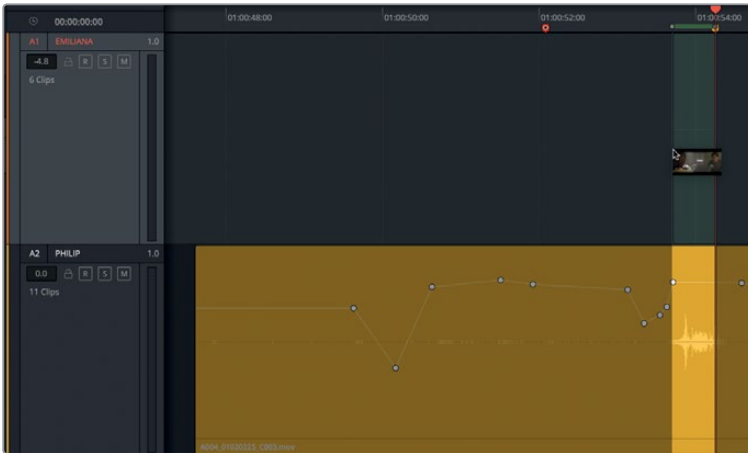 00:00:00:00
01:00:48:00
01:00:50:00
01:00:52:00
01:00:54:00
A1 EMILIANA 1.0
-4.8 R S M
6 Clips
A2 PHILIP 1.0
0.0 R S M
11 Clips
A004_01030225_C003.mov